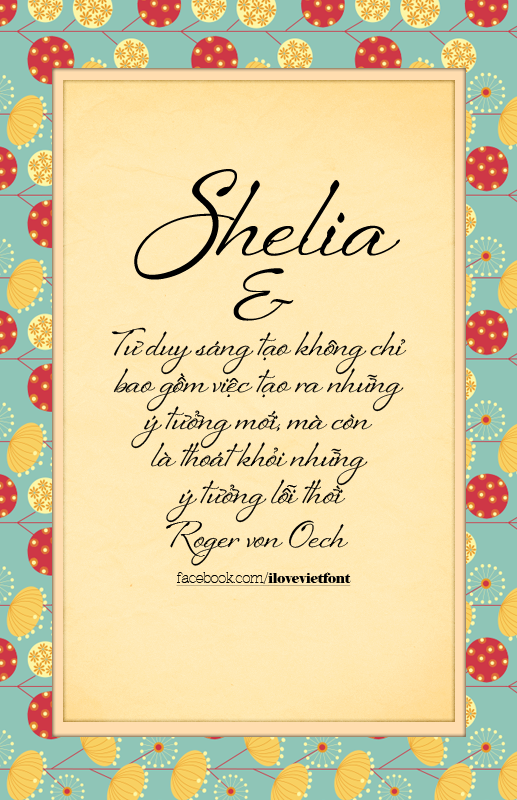 Shelia
&
Tư duy sáng tạo không chỉ
bao gồm việc tạo ra những
ý tưởng mới, mà còn
là thoát khỏi những
ý tưởng lỗi thời
Roger von Oech
facebook.com/ilovevietfont